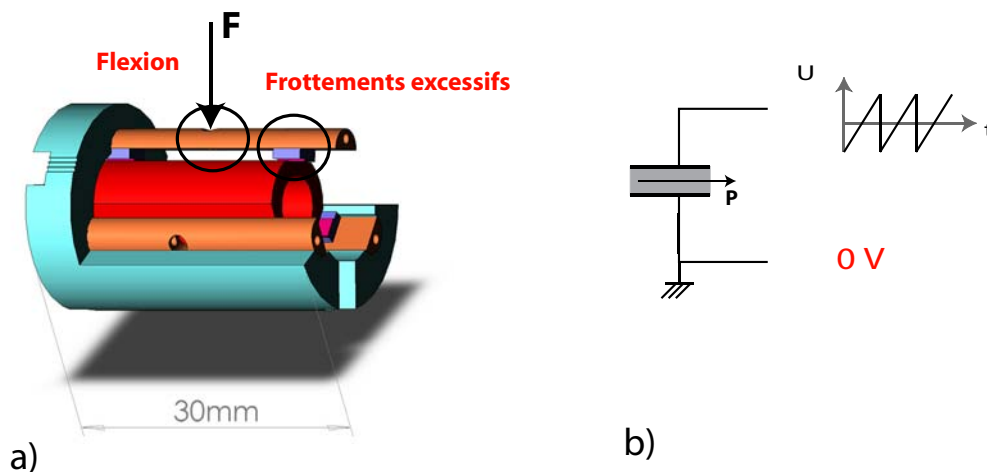 F
Flexion
Frottements excessifs
30mm
a)
U
t
P
0 V
b)